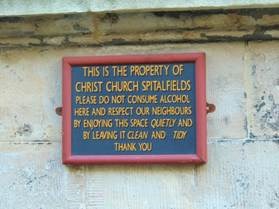 THIS IS THE PROPERTY OF
CHRIST CHURCH SPITALFIELDS
PLEASE DO NOT CONSUME ALCOHOL
HERE AND RESPECT OUR NEIGHBOURS
BY ENJOYING THIS SPACE QUIETLY AND
BY LEAVING IT CLEAN AND TIDY
THANK YOU